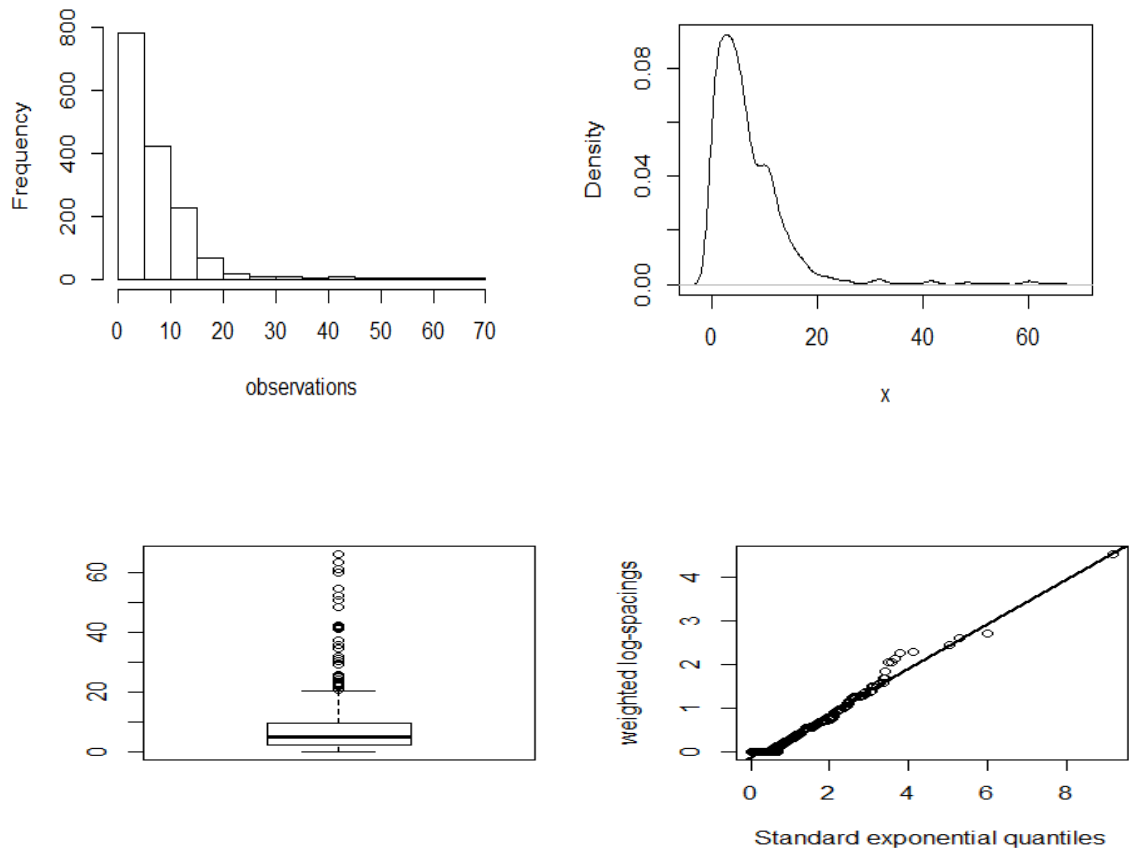 Frequency
800
600
400
200
0
0 10 20 30 40 50 60 70
observations
Density
0.08
0.04
0.00
0 20 40 60
x
60
40
20
0
weighted log-spacings
4
3
2
1
0
0 2 4 6 8
Standard exponential quantiles